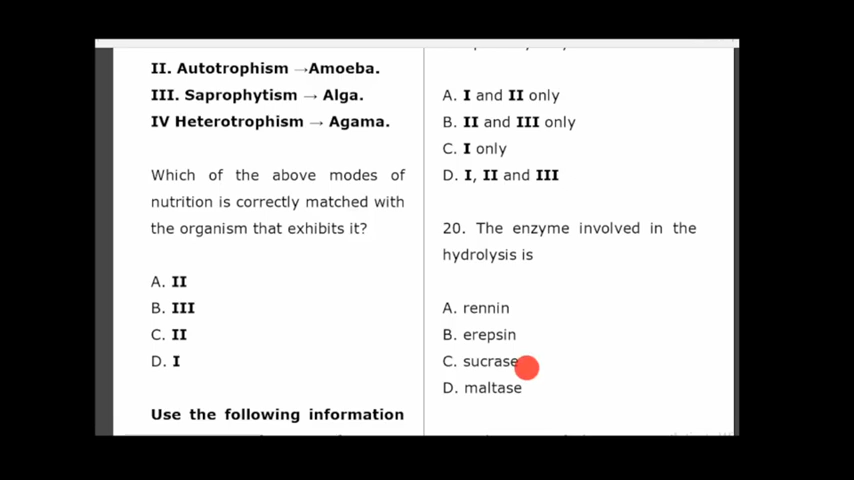 II. Autotrophism →Amoeba.
III. Saprophytism → Alga.
IV Heterotrophism → Agama.
Which of the above modes of
nutrition is correctly matched with
the organism that exhibits it?
A. II
B. III
C. II
D. I
Use the following information
A. I and II only
B. II and III only
C. I only
D. I, II and III
20. The enzyme involved in the
hydrolysis is
A. rennin
B. erepsin
C. sucrase
D. maltase